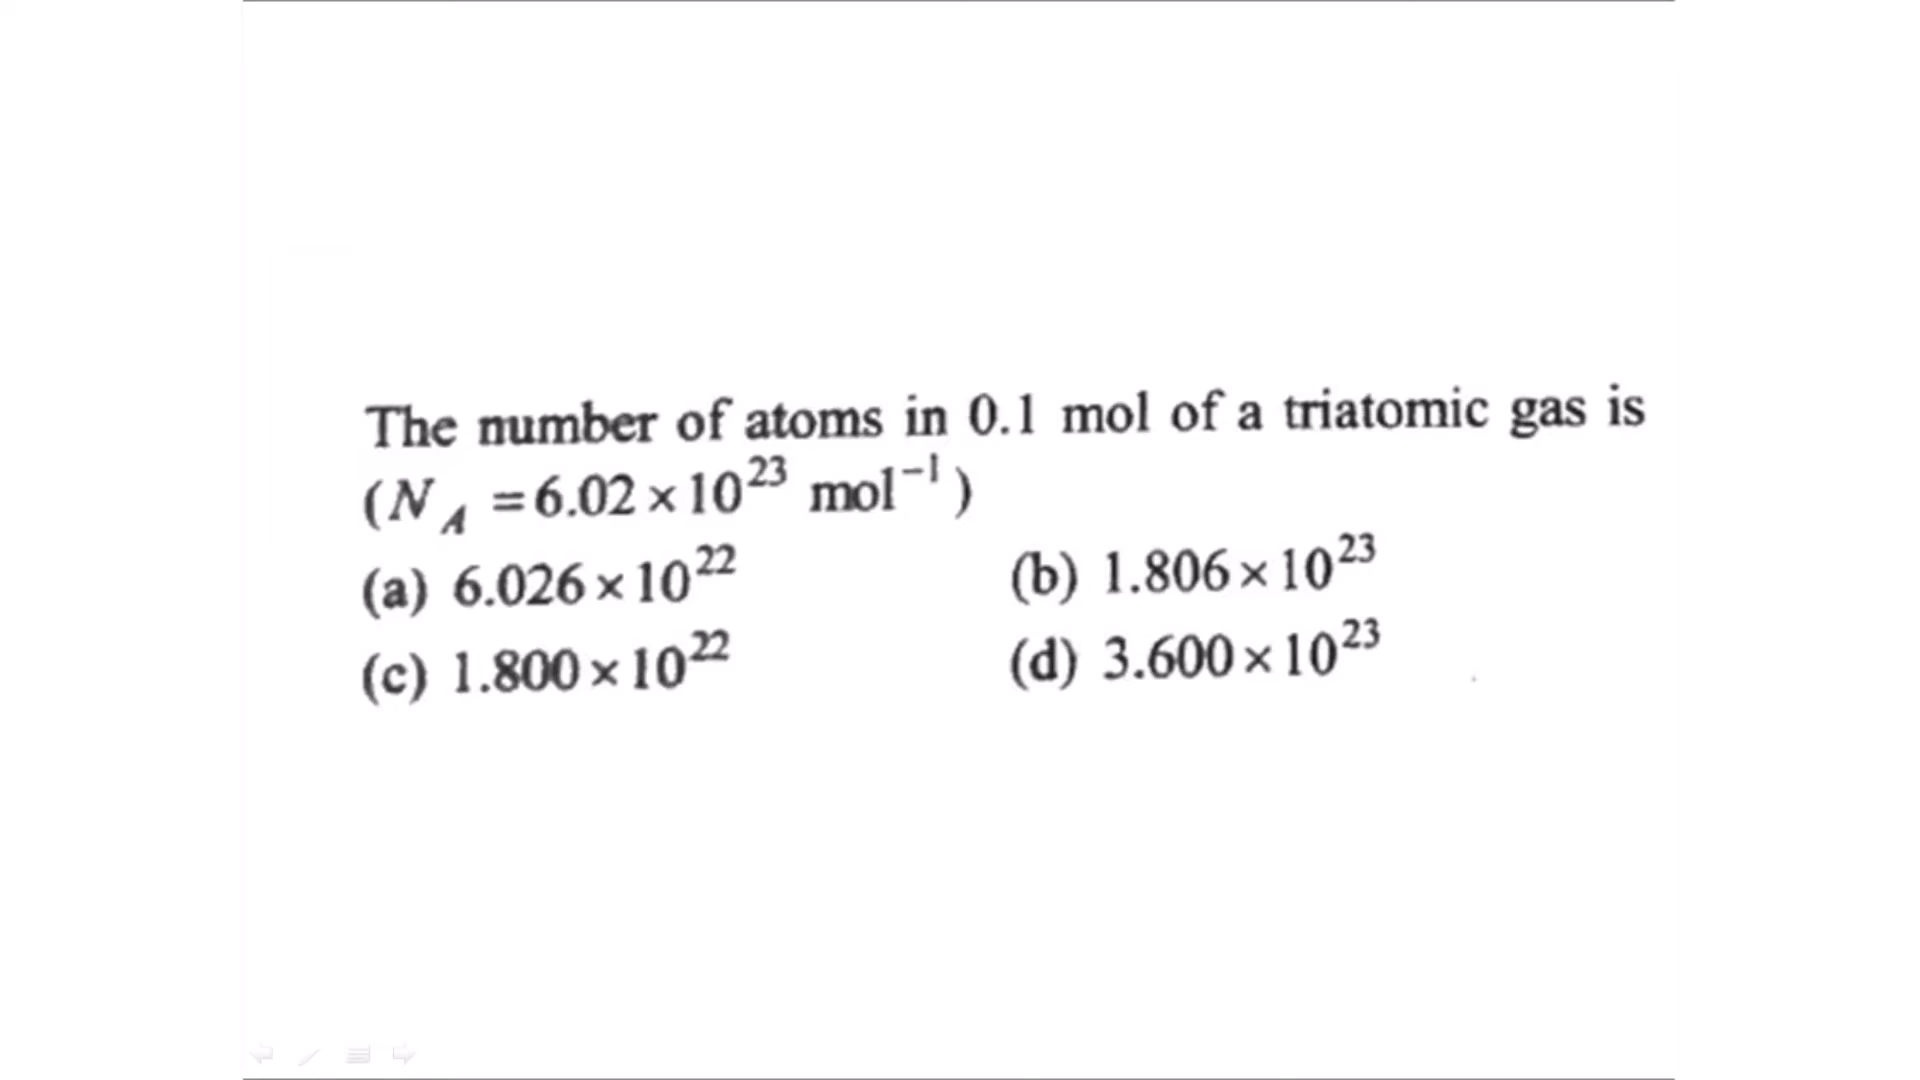 The number of atoms in 0.1 mol of a triatomic gas is
(N_A = 6.02 × 10^23 mol^-1)
(a) 6.026 × 10^22 (b) 1.806 × 10^23
(c) 1.800 × 10^22 (d) 3.600 × 10^23